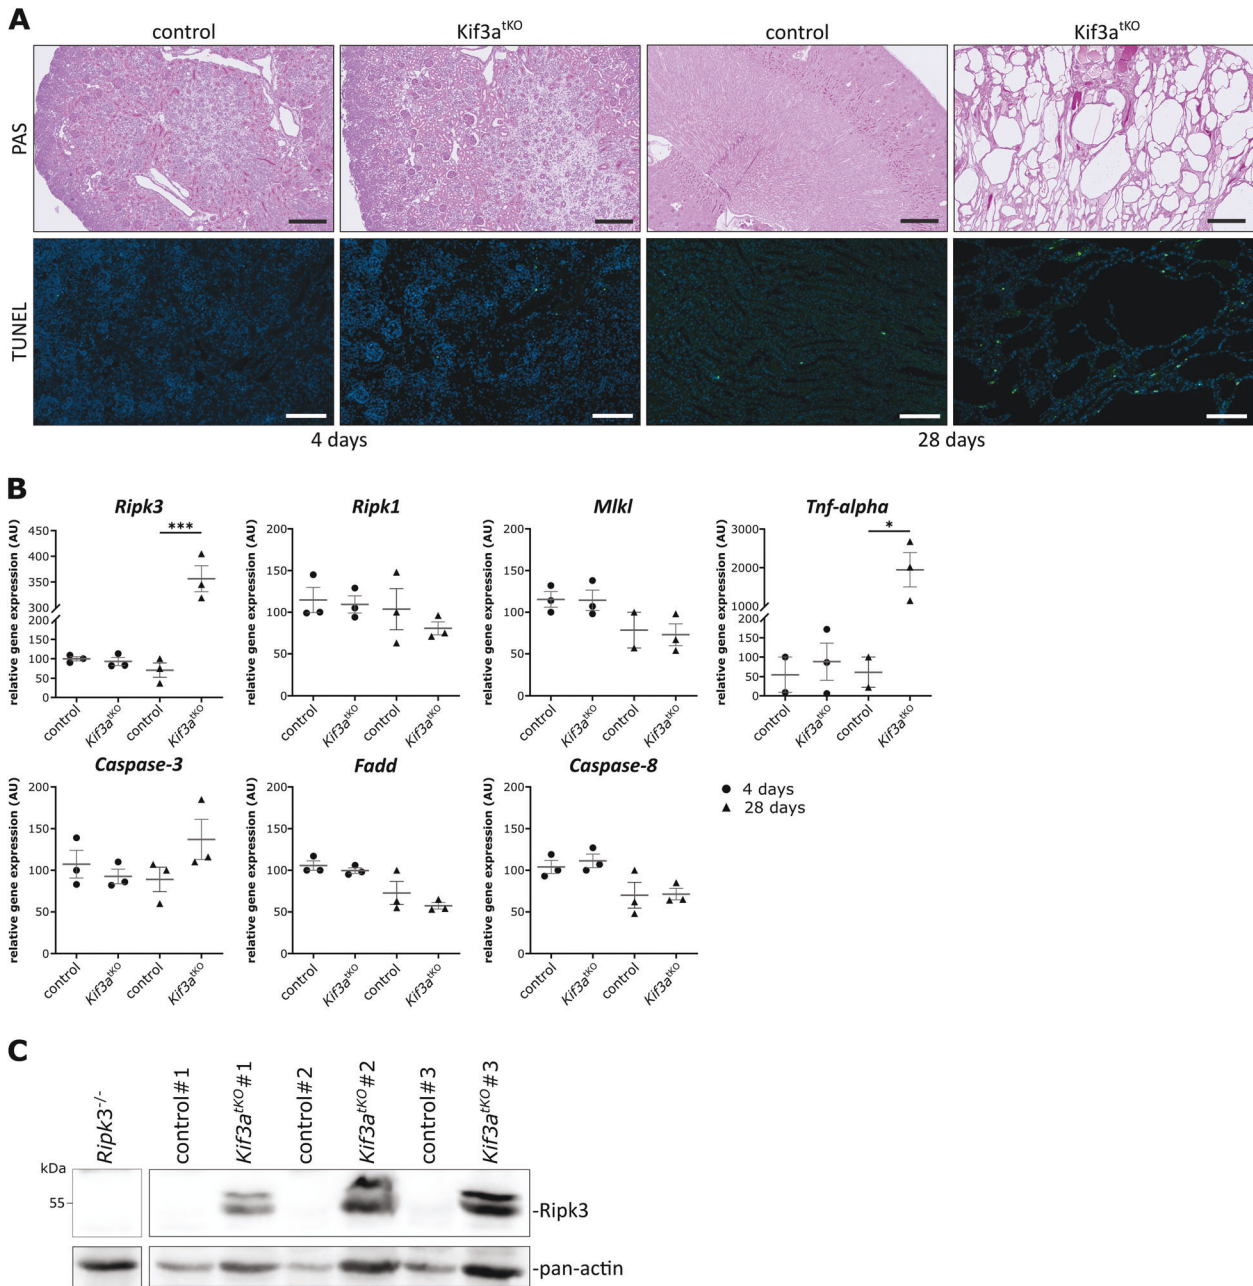 A
control
Kif3a^tKO
control
Kif3a^tKO
PAS
TUNEL
4 days
28 days
B
Ripk3
relative gene expression (AU)
450
400
350
300
200
150
100
50
0
control
Kif3a^tKO
control
Kif3a^tKO
***
Ripk1
relative gene expression (AU)
200
150
100
50
0
control
Kif3a^tKO
control
Kif3a^tKO
Mlkl
relative gene expression (AU)
200
150
100
50
0
control
Kif3a^tKO
control
Kif3a^tKO
Tnf-alpha
relative gene expression (AU)
3000
2000
1000
200
150
100
50
0
control
Kif3a^tKO
control
Kif3a^tKO
*
Caspase-3
relative gene expression (AU)
200
150
100
50
0
control
Kif3a^tKO
control
Kif3a^tKO
Fadd
relative gene expression (AU)
200
150
100
50
0
control
Kif3a^tKO
control
Kif3a^tKO
Caspase-8
relative gene expression (AU)
200
150
100
50
0
control
Kif3a^tKO
control
Kif3a^tKO
● 4 days
▲ 28 days
C
Ripk3^-/-
control#1
Kif3a^tKO#1
control#2
Kif3a^tKO#2
control#3
Kif3a^tKO#3
kDa
55
-Ripk3
-pan-actin